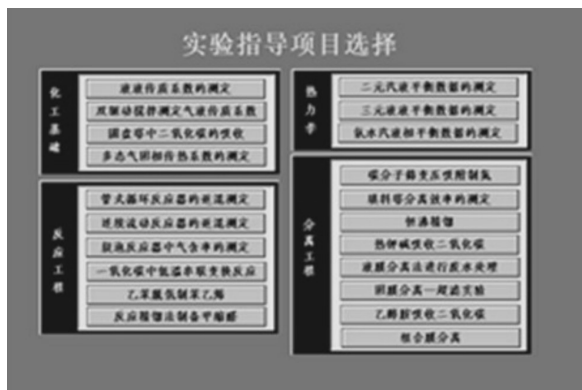 实验指导项目选择
化工基础
液液传质系数的测定
双驱动搅拌测定气液传质系数
圆盘塔中二氧化碳的吸收
多态气固相传热系数的测定
反应工程
管式循环反应器的返混测定
连续流动反应器的返混测定
鼓泡反应器中气含率的测定
一氧化碳中低温串联变换反应
乙苯脱氢制苯乙烯
反应精馏法制备甲缩醛
热力学
二元汽液平衡数据的测定
三元液液平衡数据的测定
氨水汽液相平衡数据的测定
分离工程
碳分子筛变压吸附制氮
填料塔分离效率的测定
恒沸精馏
热钾碱吸收二氧化碳
液膜分离法进行废水处理
固膜分离—超滤实验
乙醇胺吸收二氧化碳
组合膜分离